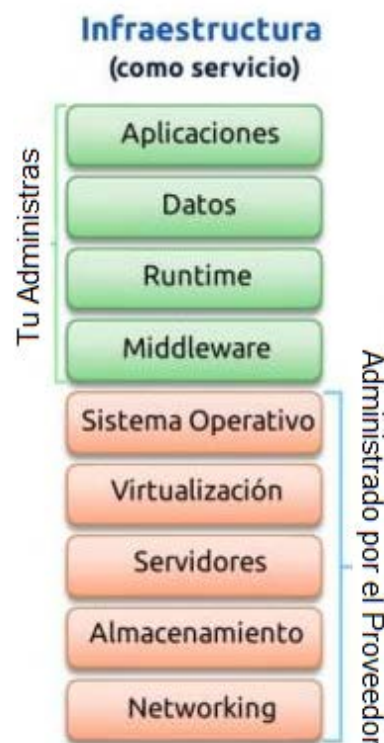 Infraestructura
(como servicio)
Tu Administras
Aplicaciones
Datos
Runtime
Middleware
Administrado por el Proveedor
Sistema Operativo
Virtualización
Servidores
Almacenamiento
Networking